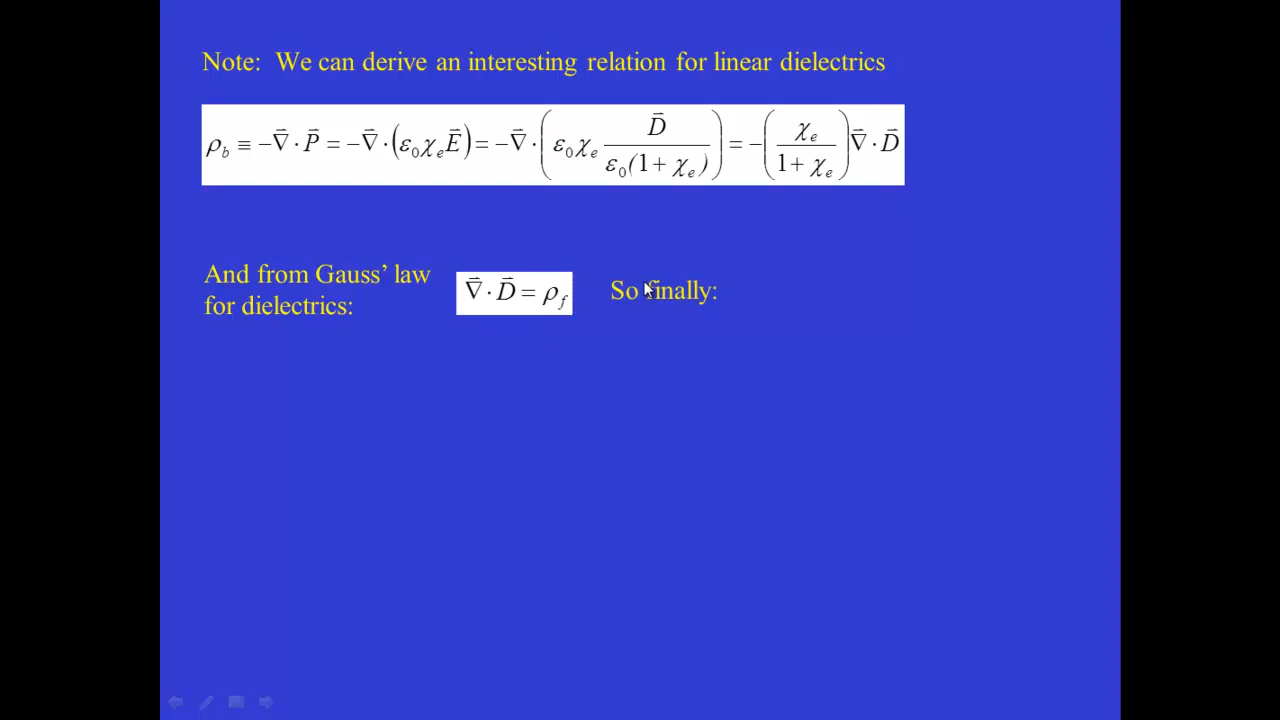 Note: We can derive an interesting relation for linear dielectrics
ρ_b ≡ −∇⃗ · P⃗ = −∇⃗ · (ε₀χ_e E⃗) = −∇⃗ · (ε₀χ_e D⃗ / ε₀(1 + χ_e)) = −(χ_e / 1 + χ_e) ∇⃗ · D⃗
And from Gauss’ law
for dielectrics:
∇⃗ · D⃗ = ρ_f
So finally: